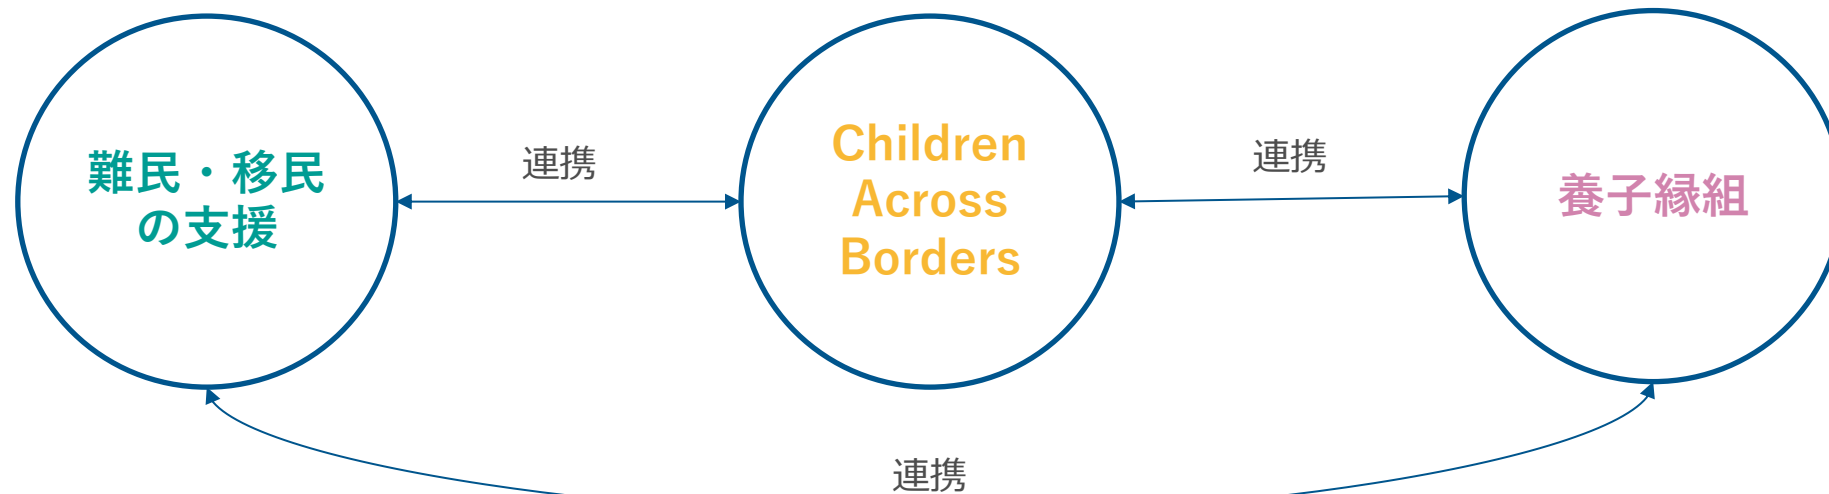 難民・移民
の支援
連携
Children
Across
Borders
連携
養子縁組
連携